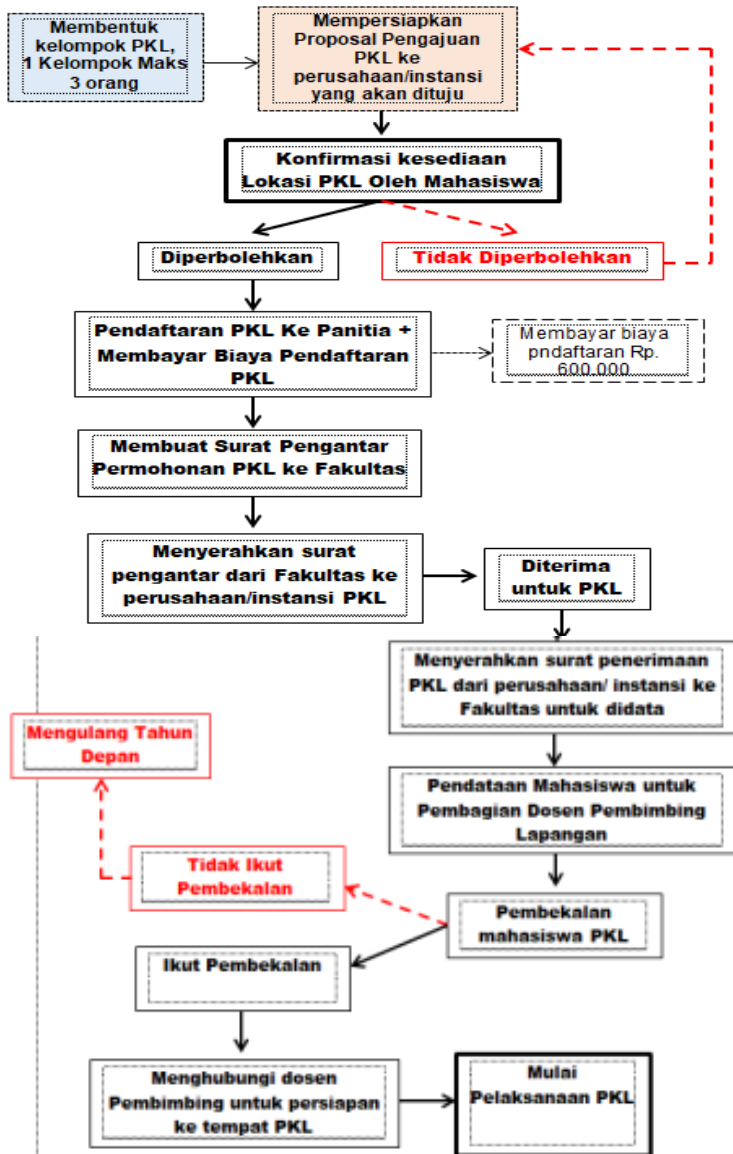 Membentuk
kelompok PKL,
1 Kelompok Maks
3 orang
Mempersiapkan
Proposal Pengajuan
PKL ke
perusahaan/instansi
yang akan dituju
Konfirmasi kesediaan
Lokasi PKL Oleh Mahasiswa
Diperbolehkan
Tidak Diperbolehkan
Pendaftaran PKL Ke Panitia +
Membayar Biaya Pendaftaran
PKL
Membayar biaya
pndaftaran Rp.
600.000
Membuat Surat Pengantar
Permohonan PKL ke Fakultas
Menyerahkan surat
pengantar dari Fakultas ke
perusahaan/instansi PKL
Diterima
untuk PKL
Menyerahkan surat penerimaan
PKL dari perusahaan/ instansi ke
Fakultas untuk didata
Mengulang Tahun
Depan
Pendataan Mahasiswa untuk
Pembagian Dosen Pembimbing
Lapangan
Tidak Ikut
Pembekalan
Pembekalan
mahasiswa PKL
Ikut Pembekalan
Menghubungi dosen
Pembimbing untuk persiapan
ke tempat PKL
Mulai
Pelaksanaan PKL